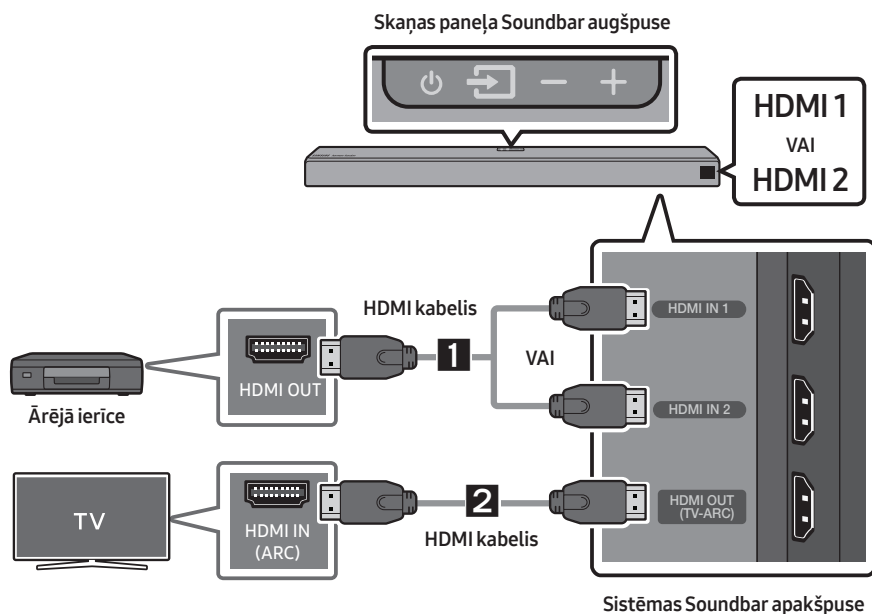 Skaņas paneļa Soundbar augšpuse
HDMI 1
VAI
HDMI 2
HDMI kabelis
HDMI IN 1
1
VAI
HDMI OUT
Ārējā ierīce
HDMI IN 2
TV
HDMI IN
(ARC)
2
HDMI kabelis
HDMI OUT
(TV-ARC)
Sistēmas Soundbar apakšpuse